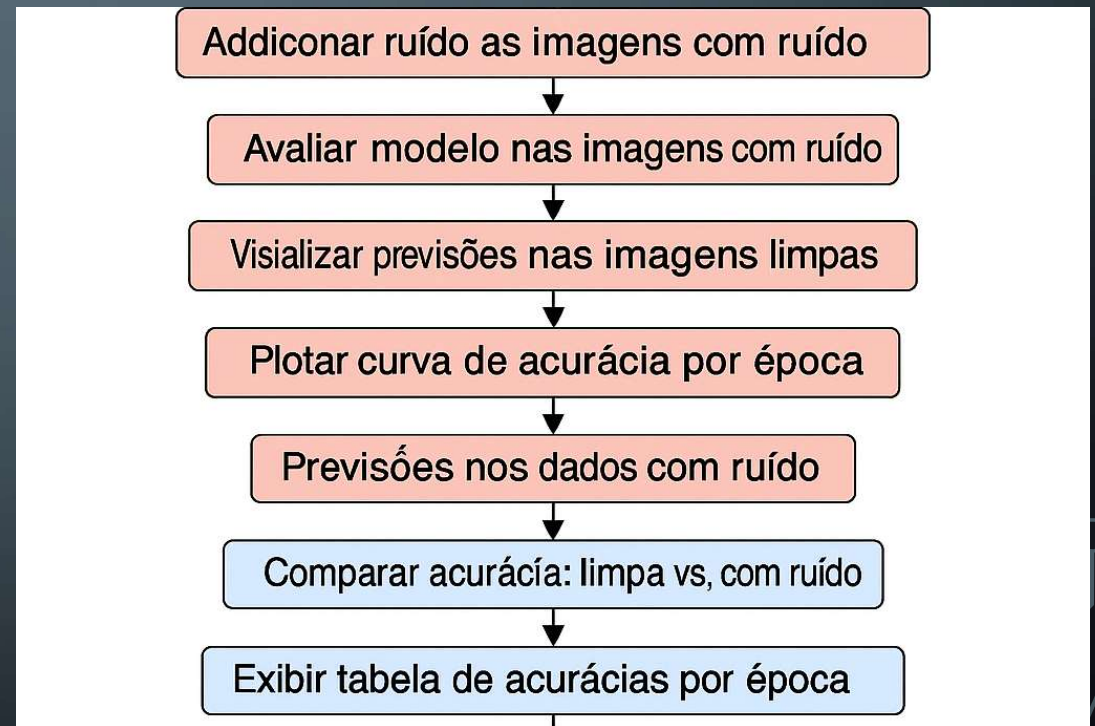 Addiconar ruído as imagens com ruído
Avaliar modelo nas imagens com ruído
Visializar previsões nas imagens limpas
Plotar curva de acurácia por época
Previsṍes nos dados com ruído
Comparar acurácía: limpa vs, com ruído
Exibir tabela de acurácias por época